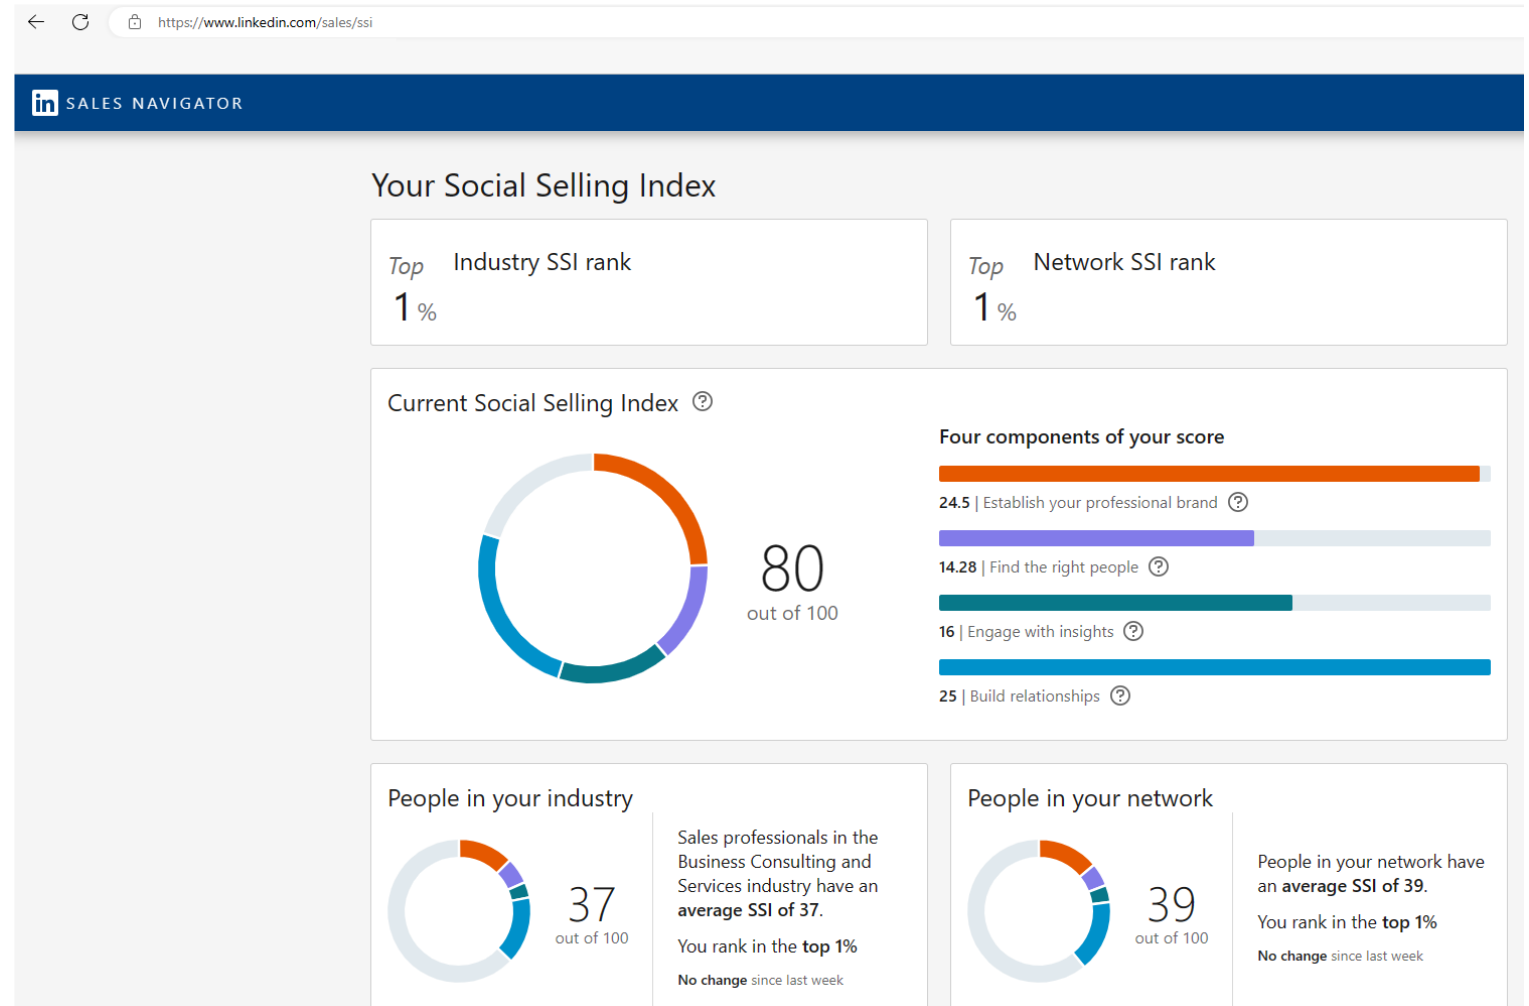 https://www.linkedin.com/sales/ssi
in SALES NAVIGATOR
Your Social Selling Index
Top Industry SSI rank
1 %
Top Network SSI rank
1 %
Current Social Selling Index ?
80
out of 100
Four components of your score
24.5 | Establish your professional brand ?
14.28 | Find the right people ?
16 | Engage with insights ?
25 | Build relationships ?
People in your industry
37
out of 100
Sales professionals in the
Business Consulting and
Services industry have an
average SSI of 37.
You rank in the top 1%
No change since last week
People in your network
39
out of 100
People in your network have
an average SSI of 39.
You rank in the top 1%
No change since last week